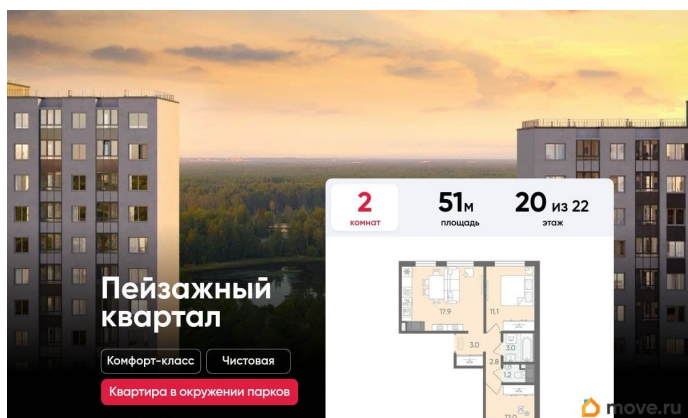 2
комнат
51м
площадь
20 из 22
этаж
Пейзажный
квартал
Комфорт-класс
Чистовая
Квартира в окружении парков
17.9
11.1
3.0
3.0
2.8
1.2
move.ru